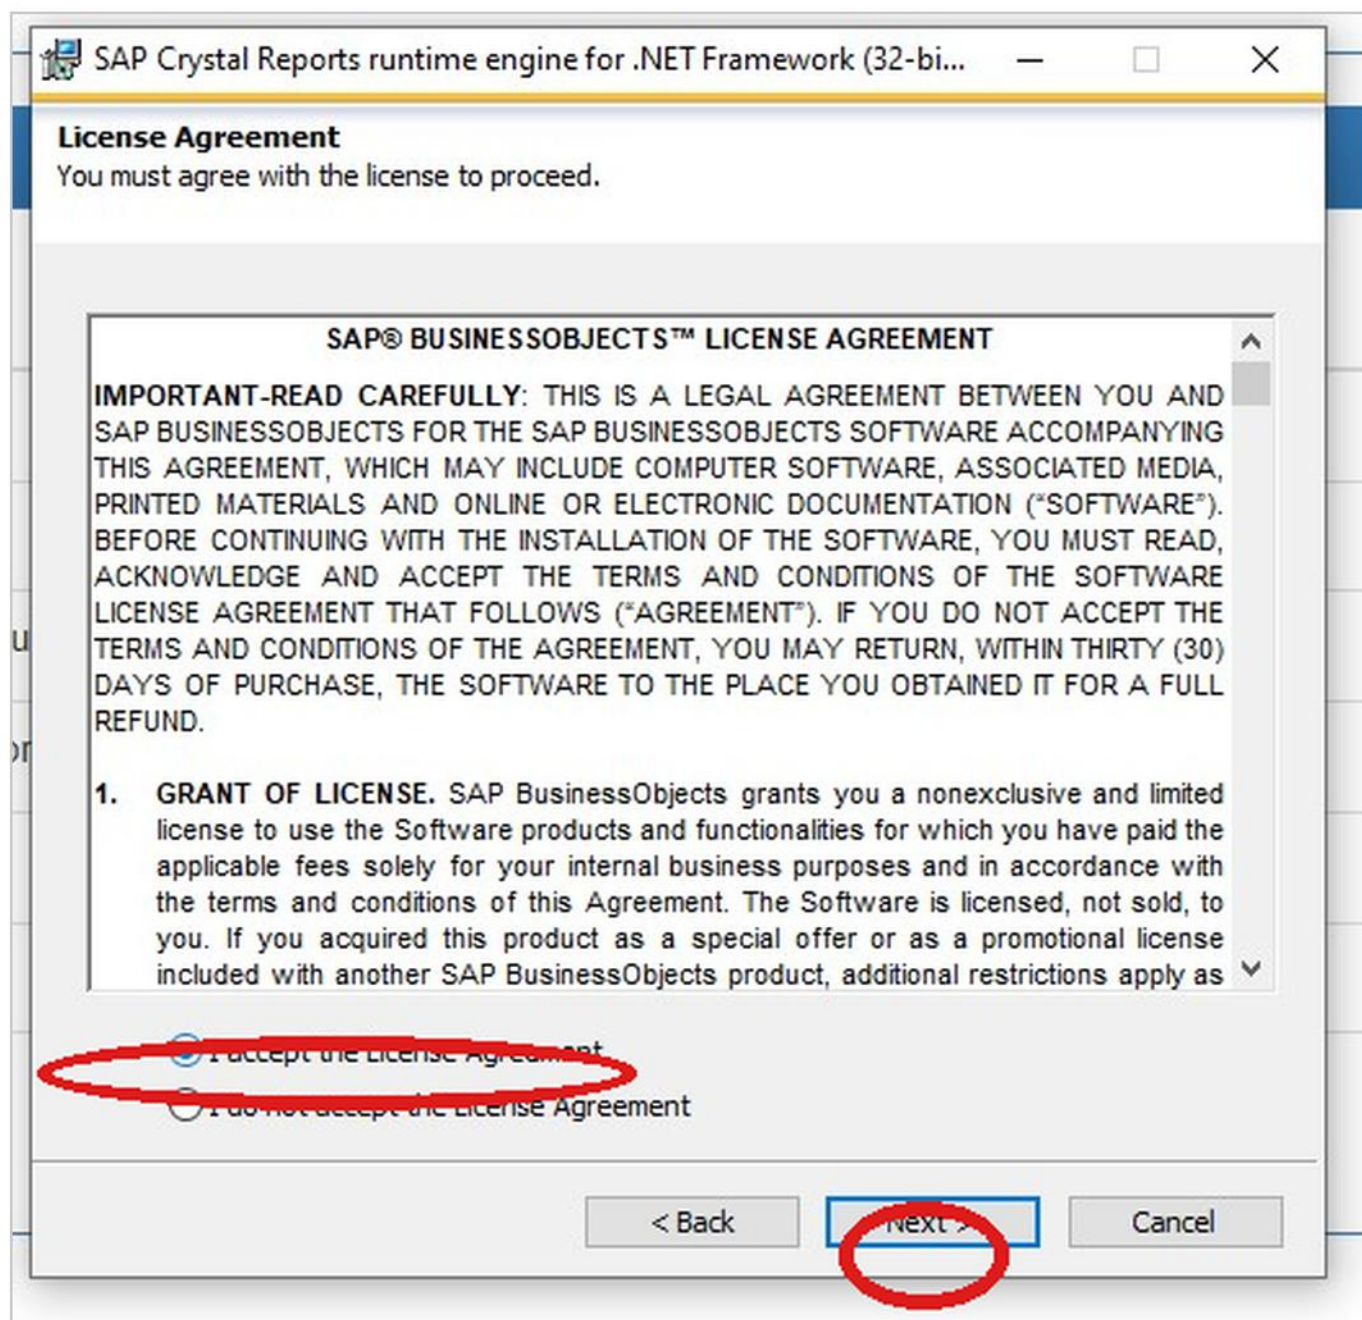 SAP Crystal Reports runtime engine for .NET Framework (32-bi...
License Agreement
You must agree with the license to proceed.
SAP® BUSINESSOBJECTS™ LICENSE AGREEMENT
IMPORTANT-READ CAREFULLY: THIS IS A LEGAL AGREEMENT BETWEEN YOU AND
SAP BUSINESSOBJECTS FOR THE SAP BUSINESSOBJECTS SOFTWARE ACCOMPANYING
THIS AGREEMENT, WHICH MAY INCLUDE COMPUTER SOFTWARE, ASSOCIATED MEDIA,
PRINTED MATERIALS AND ONLINE OR ELECTRONIC DOCUMENTATION (“SOFTWARE”).
BEFORE CONTINUING WITH THE INSTALLATION OF THE SOFTWARE, YOU MUST READ,
ACKNOWLEDGE AND ACCEPT THE TERMS AND CONDITIONS OF THE SOFTWARE
LICENSE AGREEMENT THAT FOLLOWS (“AGREEMENT”). IF YOU DO NOT ACCEPT THE
TERMS AND CONDITIONS OF THE AGREEMENT, YOU MAY RETURN, WITHIN THIRTY (30)
DAYS OF PURCHASE, THE SOFTWARE TO THE PLACE YOU OBTAINED IT FOR A FULL
REFUND.
1. GRANT OF LICENSE. SAP BusinessObjects grants you a nonexclusive and limited
license to use the Software products and functionalities for which you have paid the
applicable fees solely for your internal business purposes and in accordance with
the terms and conditions of this Agreement. The Software is licensed, not sold, to
you. If you acquired this product as a special offer or as a promotional license
included with another SAP BusinessObjects product, additional restrictions apply as
I accept the License Agreement
I do not accept the License Agreement
< Back
Next >
Cancel